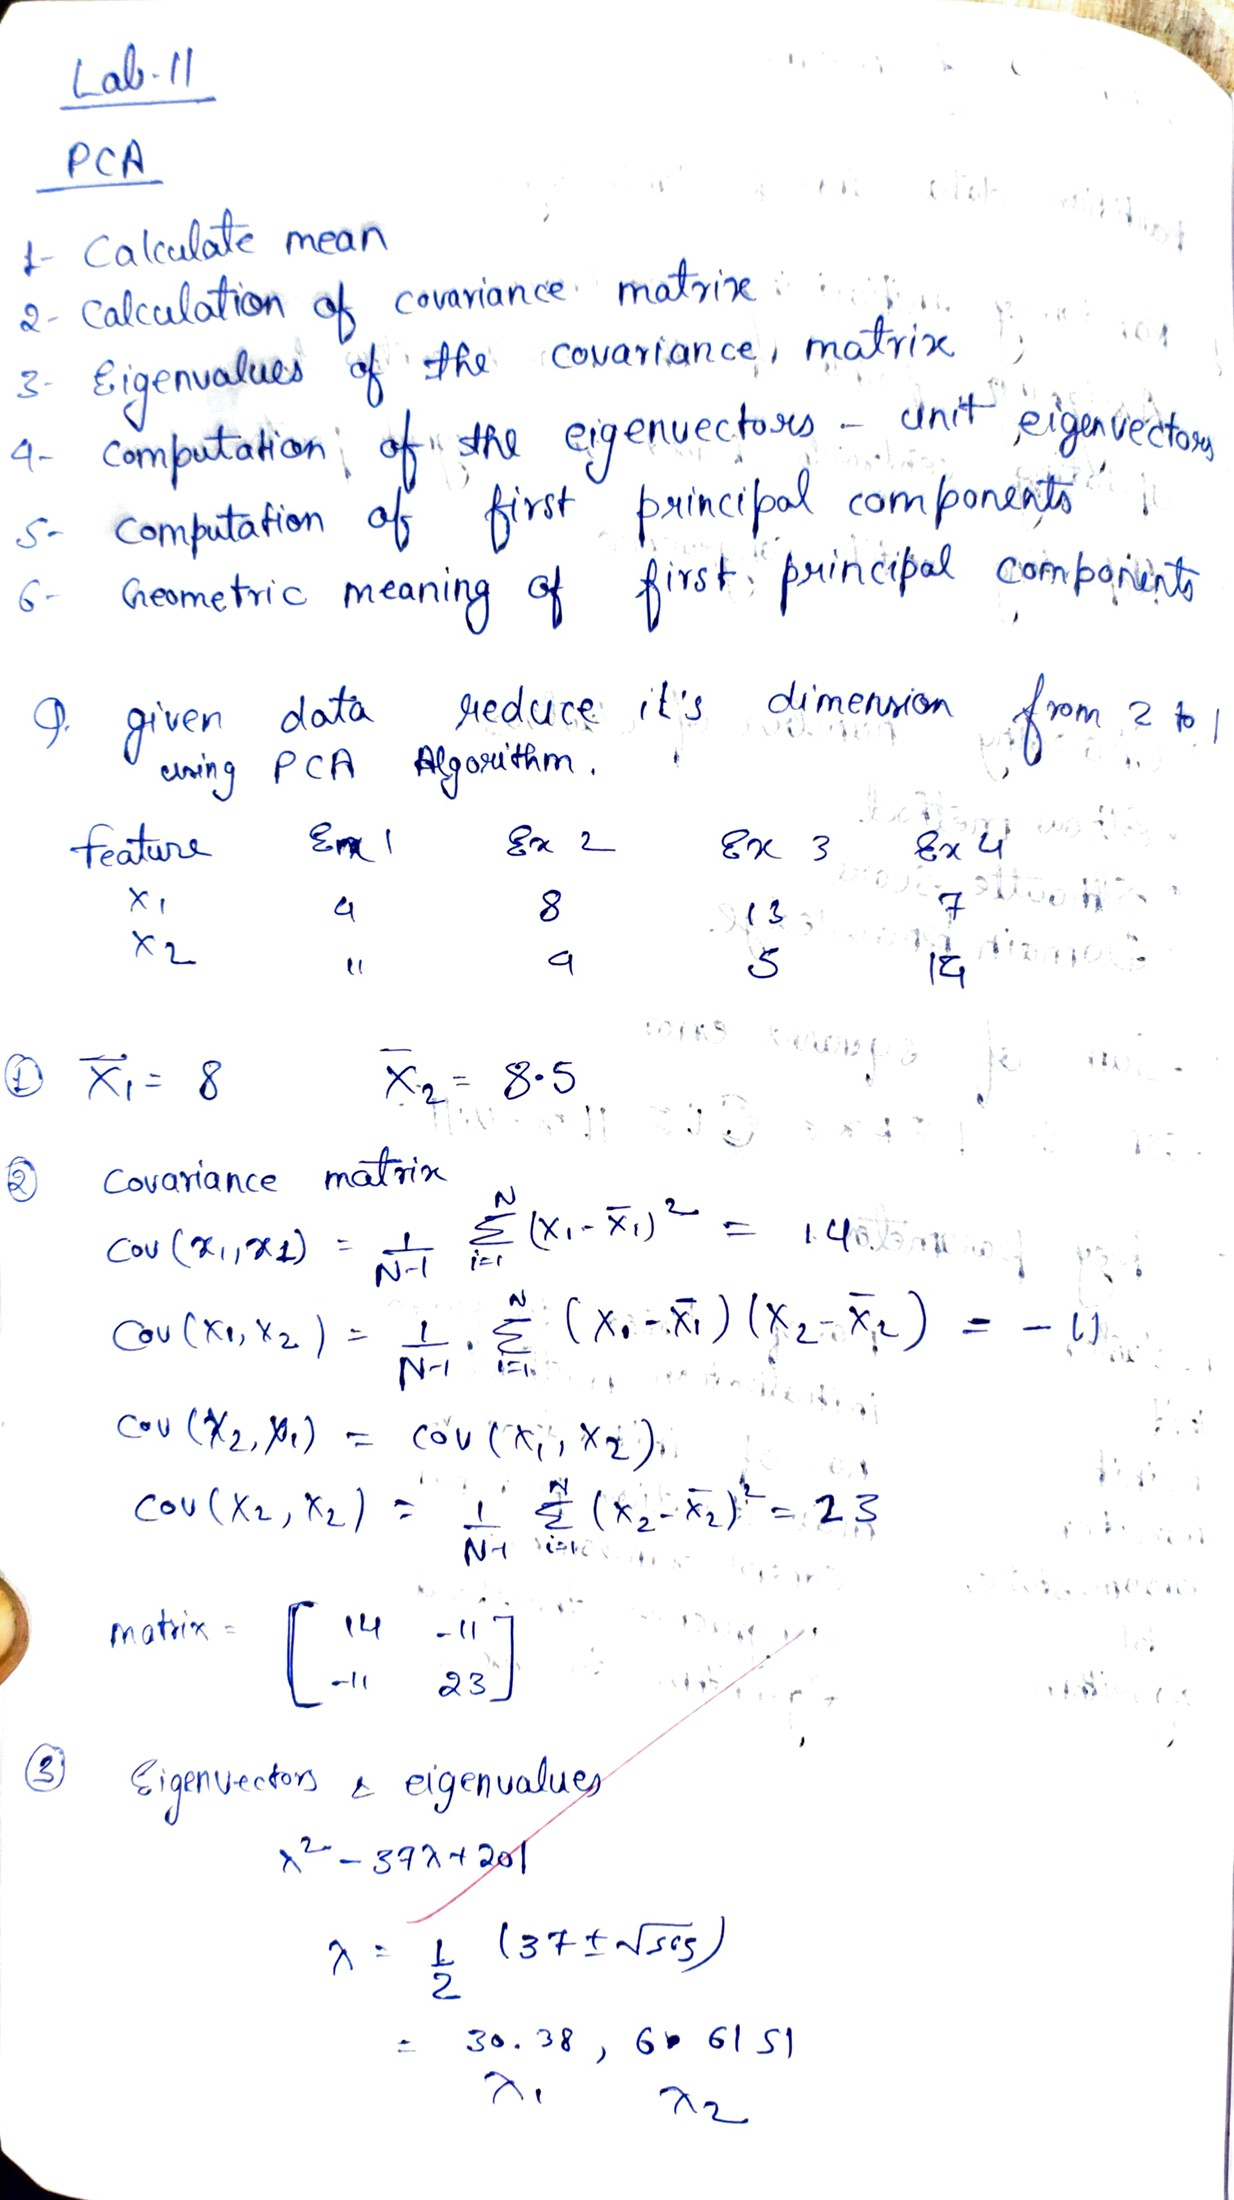 Lab-11
PCA
1- Calculate mean
2- Calculation of covariance matrix
3- Eigenvalues of the covariance matrix
4- Computation of the eigenvectors - unit eigenvectors
5- Computation of first principal components
6- Geometric meaning of first principal components
Q. given data reduce it's dimension from 2 to 1
using PCA Algorithm.
feature Ex 1 Ex 2 Ex 3 Ex 4
X₁ 4 8 13 7
X₂ 11 4 5 14
① X̄₁ = 8 X̄₂ = 8.5
② Covariance matrix
Cov(x₁, x₁) = 1/(N-1) Σ_{i=1}^{N} (X₁ - X̄₁)² = 14
Cov(X₁, X₂) = 1/(N-1) · Σ_{i=1}^{N} (X₁ - X̄₁)(X₂ - X̄₂) = -11
Cov(X₂, X₁) = Cov(X₁, X₂)
Cov(X₂, X₂) = 1/(N-1) Σ_{i=1}^{N} (X₂ - X̄₂)² = 23
matrix = [ 14 -11
-11 23 ]
③ Eigenvectors & eigenvalues
λ² - 37λ + 201
λ = 1/2 (37 ± √565)
= 30.38, 6.6151
λ₁ λ₂